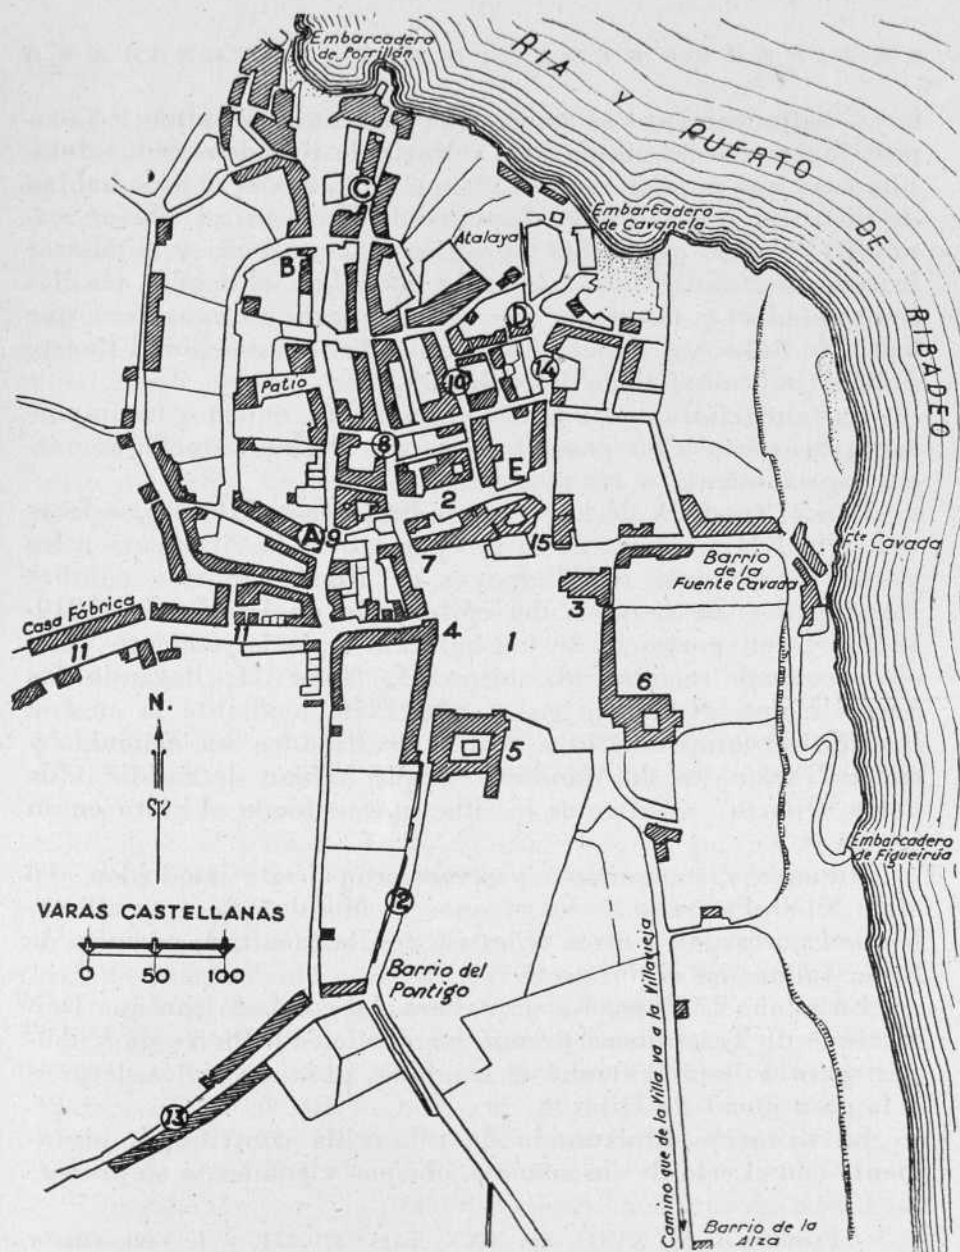 Embarcadera
de Porrillán
RIA
Y
PUERTO
DE
RIBADEO
C
Embarcadero
de Cavanela
Atalaya
B
D
Patio
10
14
8
E
A
9
2
7
15
Fte Cavada
Barrio
de la
Fuente Cavada
3
Casa Fábrica
11
11
4
1
6
N.
5
S.
Embarcadero
de Figueirúa
VARAS CASTELLANAS
0 50 100
12
Barrio del
Pontigo
Camino que de la Villa va a la Villavieja
13
Barrio de la
Alza